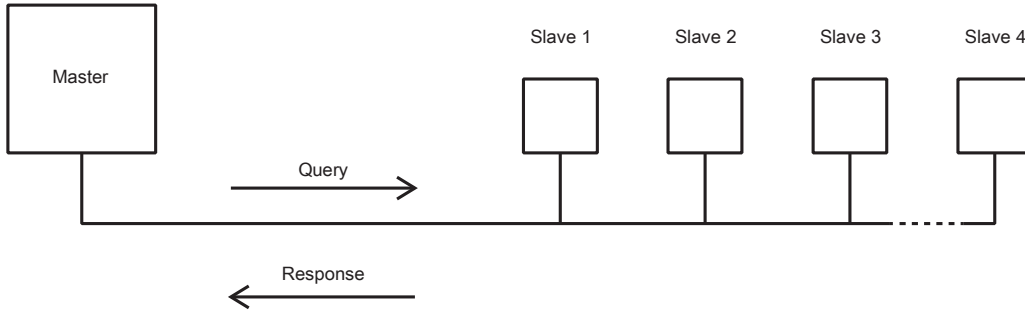 Slave 1
Slave 2
Slave 3
Slave 4
Master
Query
Response